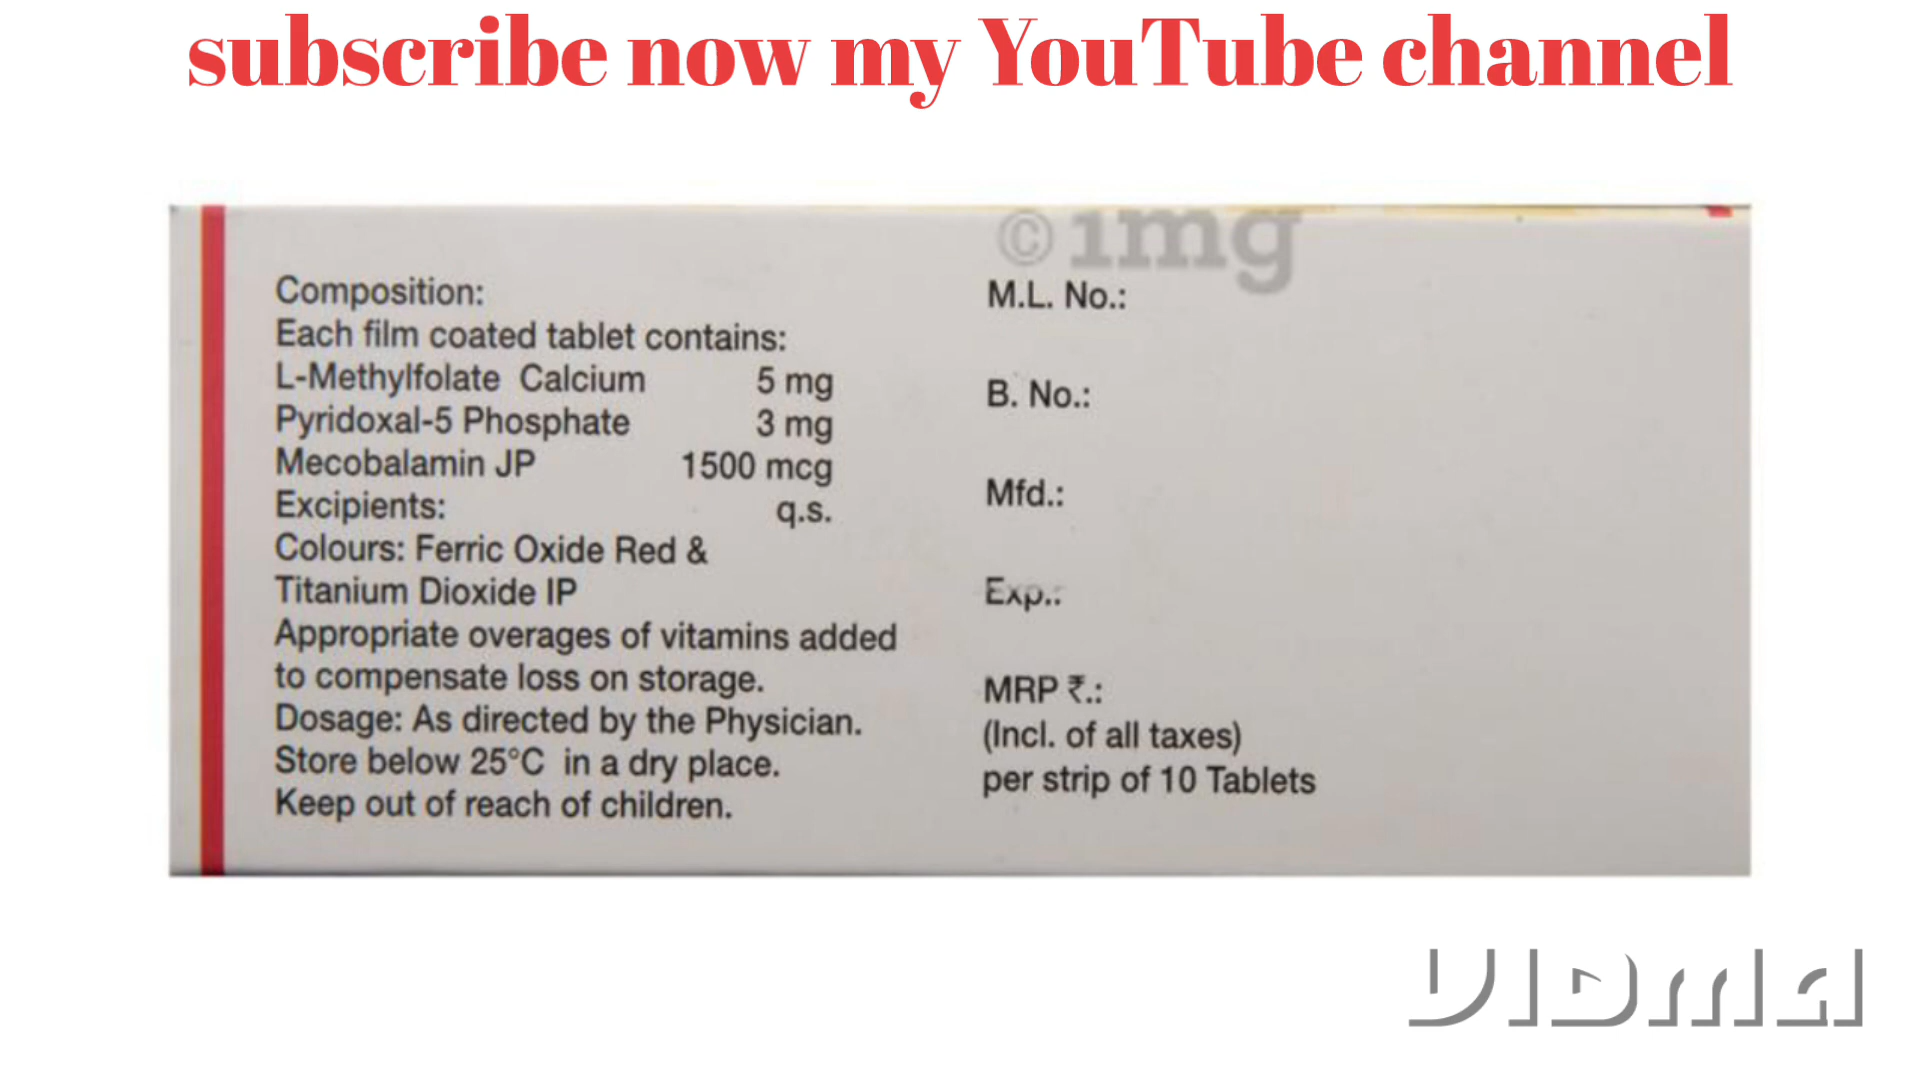 subscribe now my YouTube channel
©1mg
Composition:
Each film coated tablet contains:
L-Methylfolate Calcium 5 mg
Pyridoxal-5 Phosphate 3 mg
Mecobalamin JP 1500 mcg
Excipients: q.s.
Colours: Ferric Oxide Red &
Titanium Dioxide IP
Appropriate overages of vitamins added
to compensate loss on storage.
Dosage: As directed by the Physician.
Store below 25°C in a dry place.
Keep out of reach of children.
M.L. No.:
B. No.:
Mfd.:
Exp.:
MRP ₹.:
(Incl. of all taxes)
per strip of 10 Tablets
VIDMA